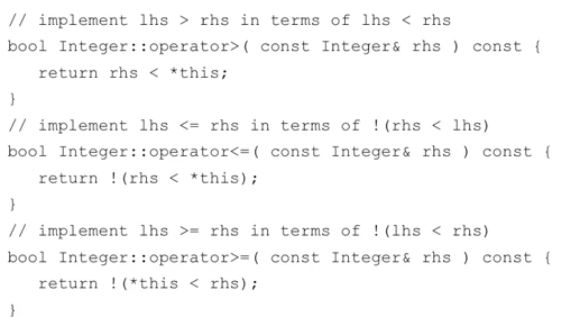 // implement lhs > rhs in terms of lhs < rhs
bool Integer::operator>( const Integer& rhs ) const {
   return rhs < *this;
}
// implement lhs <= rhs in terms of !(rhs < lhs)
bool Integer::operator<=( const Integer& rhs ) const {
   return !(rhs < *this);
}
// implement lhs >= rhs in terms of !(lhs < rhs)
bool Integer::operator>=( const Integer& rhs ) const {
   return !(*this < rhs);
}